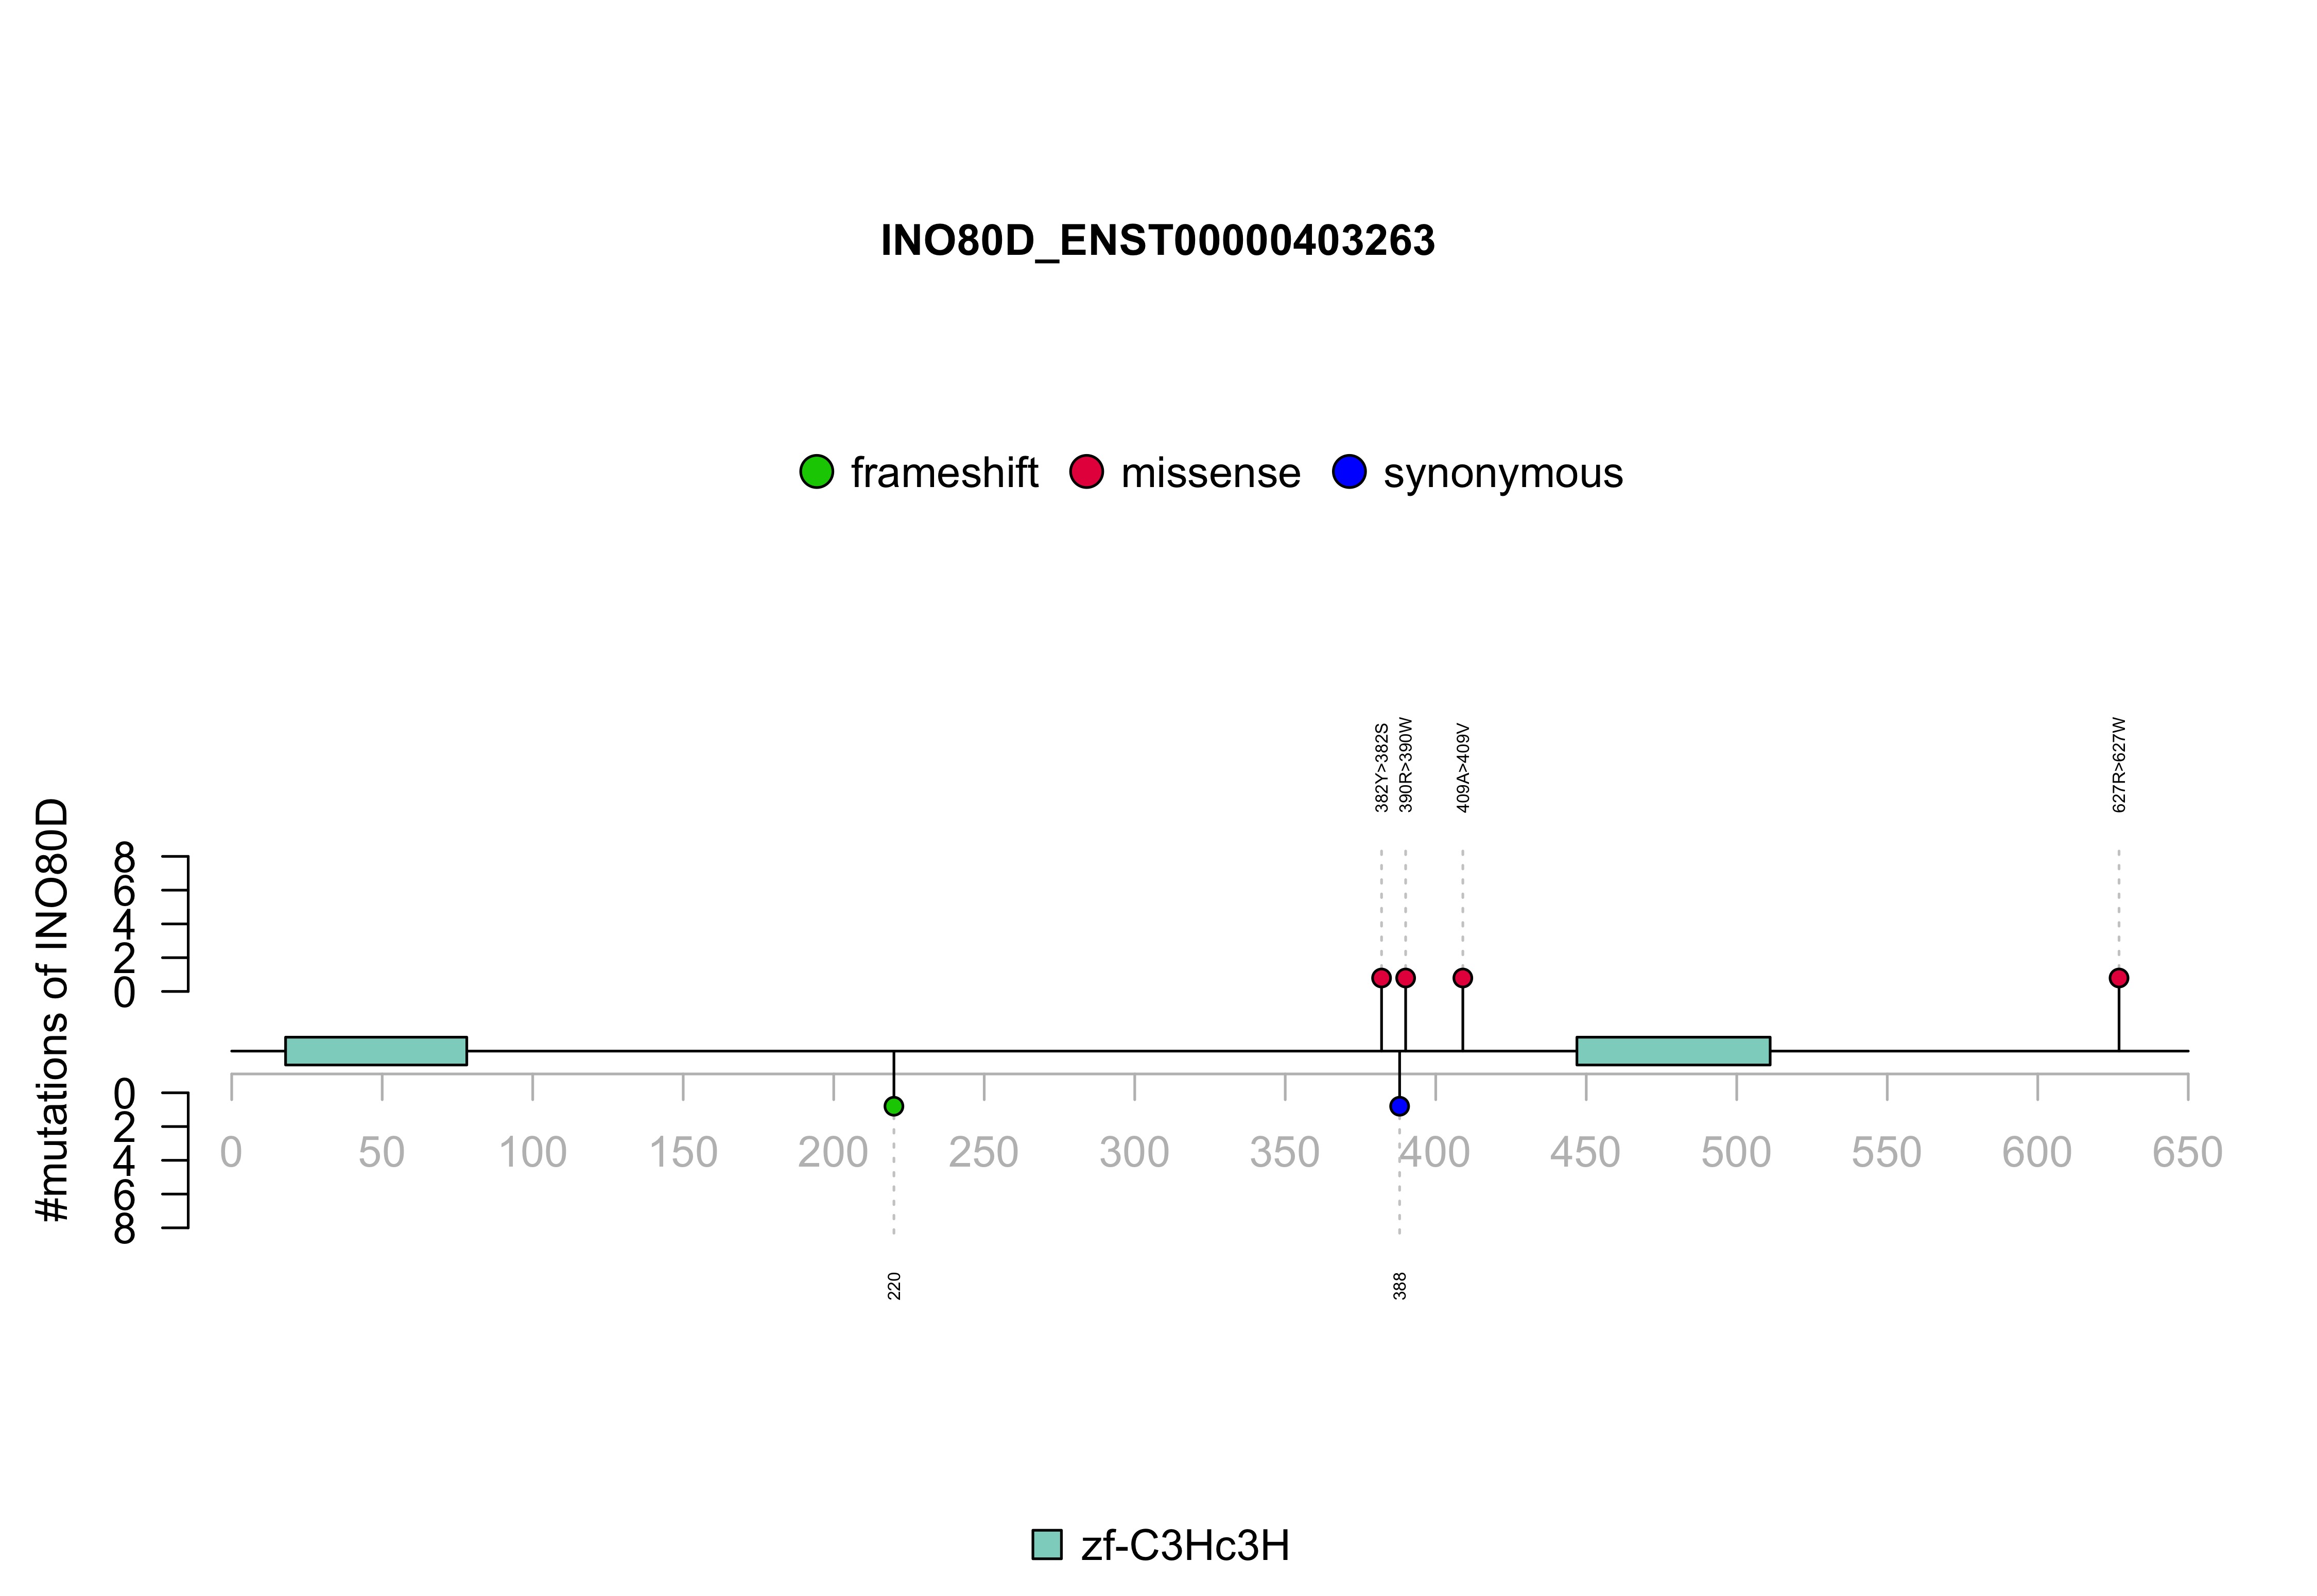 INO80D_ENST00000403263
frameshift missense synonymous
382Y>382S
390R>390W
409A>409V
627R>627W
#mutations of INO80D
8
6
4
2
0
0
2
4
6
8
0 50 100 150 200 250 300 350 400 450 500 550 600 650
220
388
zf-C3Hc3H